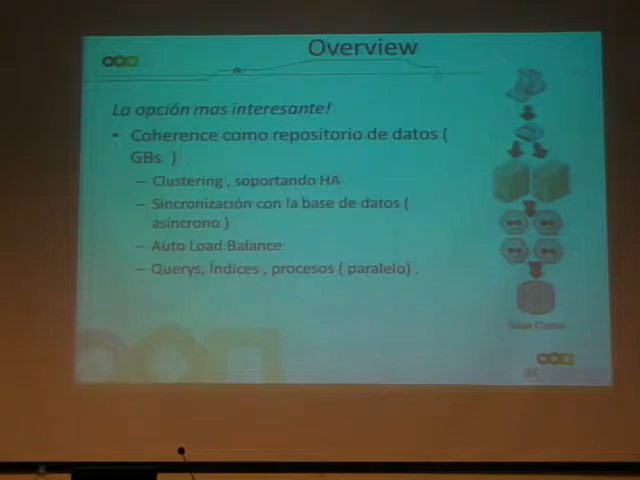 Overview
La opción mas interesante!
• Coherence como repositorio de datos (
GBs )
– Clustering , soportando HA
– Sincronización con la base de datos (
asíncrono )
– Auto Load Balance
– Querys, Índices , procesos ( paralelo) .